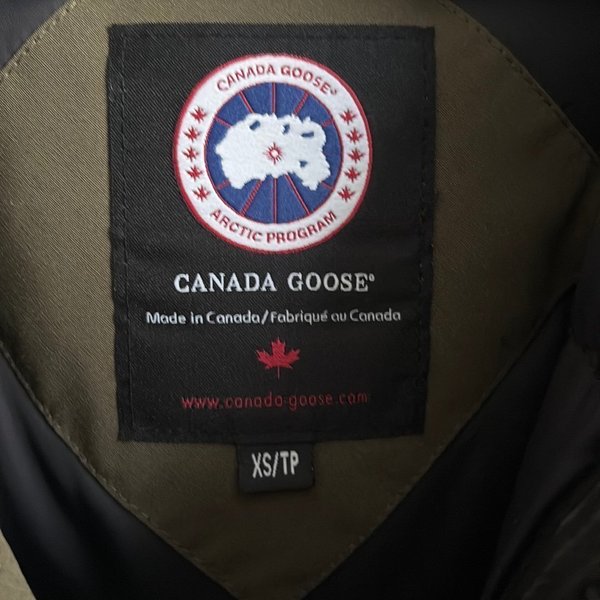 CANADA GOOSE®
ARCTIC PROGRAM
CANADA GOOSE®
Made in Canada/Fabriqué au Canada
www.canada-goose.com
XS/TP